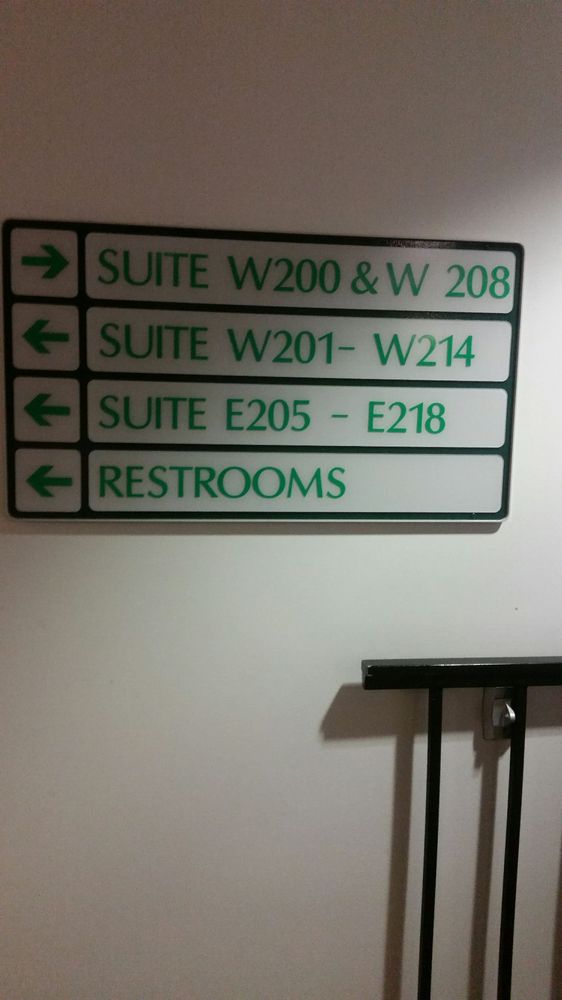 → SUITE W200 & W 208
← SUITE W201- W214
← SUITE E205 - E218
← RESTROOMS